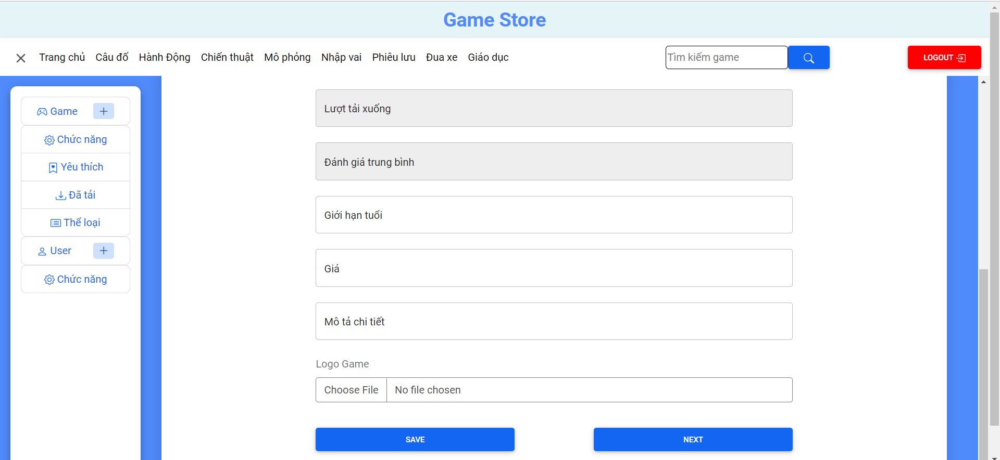 Game Store
Trang chủ Câu đố Hành Động Chiến thuật Mô phỏng Nhập vai Phiêu lưu Đua xe Giáo dục
Tìm kiếm game
LOGOUT
Game
Chức năng
Yêu thích
Đã tải
Thể loại
User
Chức năng
Lượt tải xuống
Đánh giá trung bình
Giới hạn tuổi
Giá
Mô tả chi tiết
Logo Game
Choose File No file chosen
SAVE
NEXT